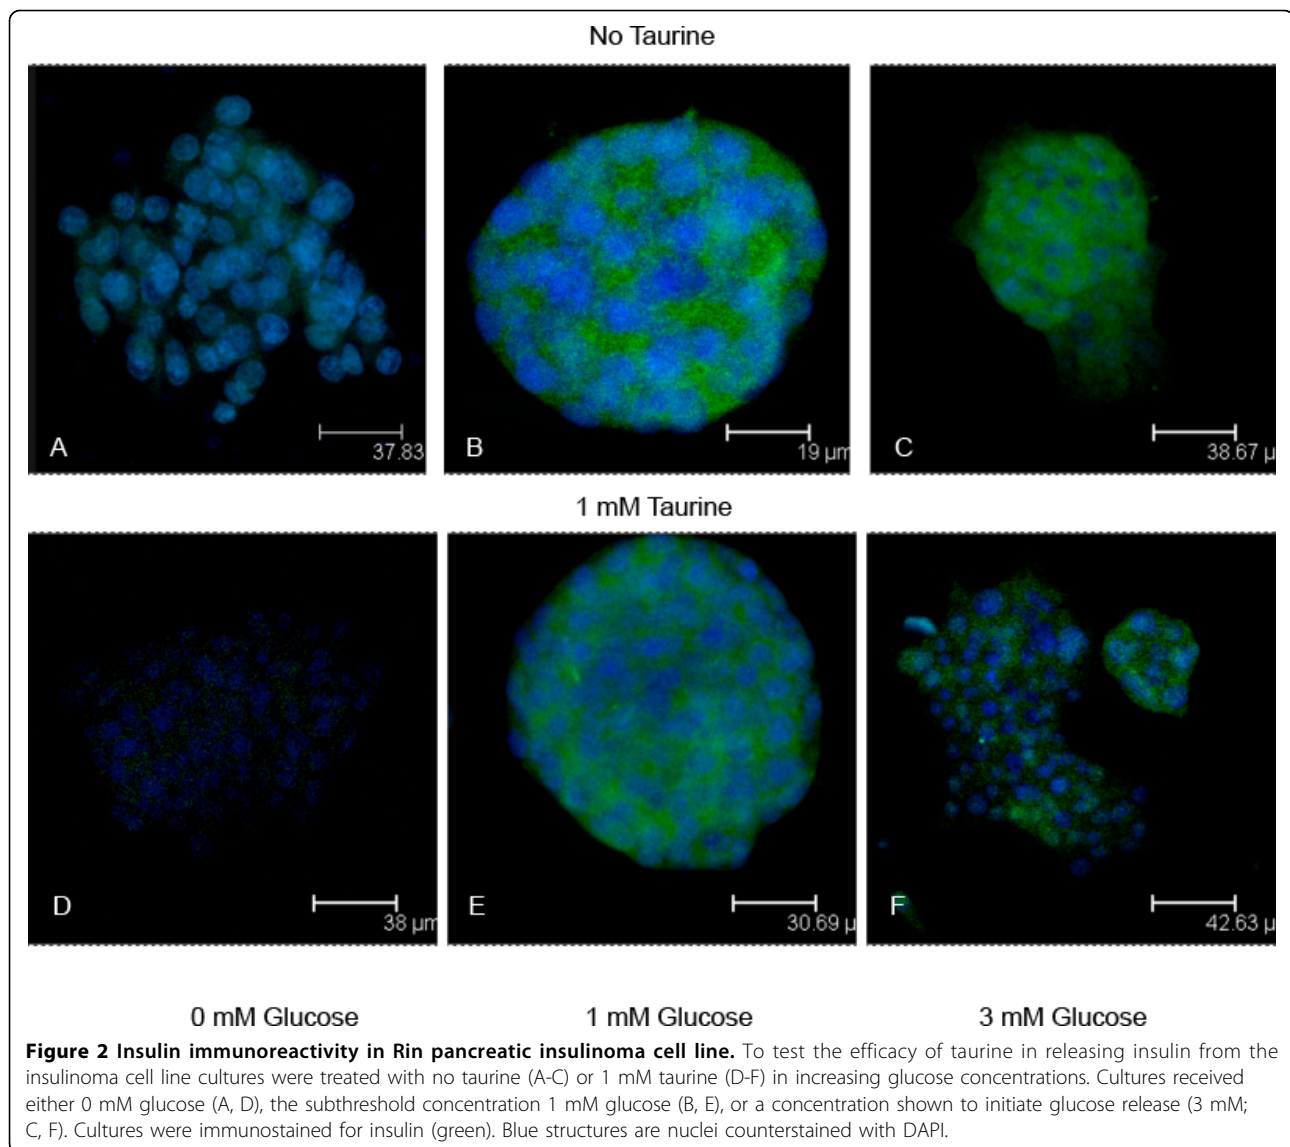 No Taurine
A
37.83
B
19 µm
C
38.67 µ
1 mM Taurine
D
38 µm
E
30.69 µ
F
42.63 µ
0 mM Glucose
1 mM Glucose
3 mM Glucose
Figure 2 Insulin immunoreactivity in Rin pancreatic insulinoma cell line. To test the efficacy of taurine in releasing insulin from the
insulinoma cell line cultures were treated with no taurine (A-C) or 1 mM taurine (D-F) in increasing glucose concentrations. Cultures received
either 0 mM glucose (A, D), the subthreshold concentration 1 mM glucose (B, E), or a concentration shown to initiate glucose release (3 mM;
C, F). Cultures were immunostained for insulin (green). Blue structures are nuclei counterstained with DAPI.